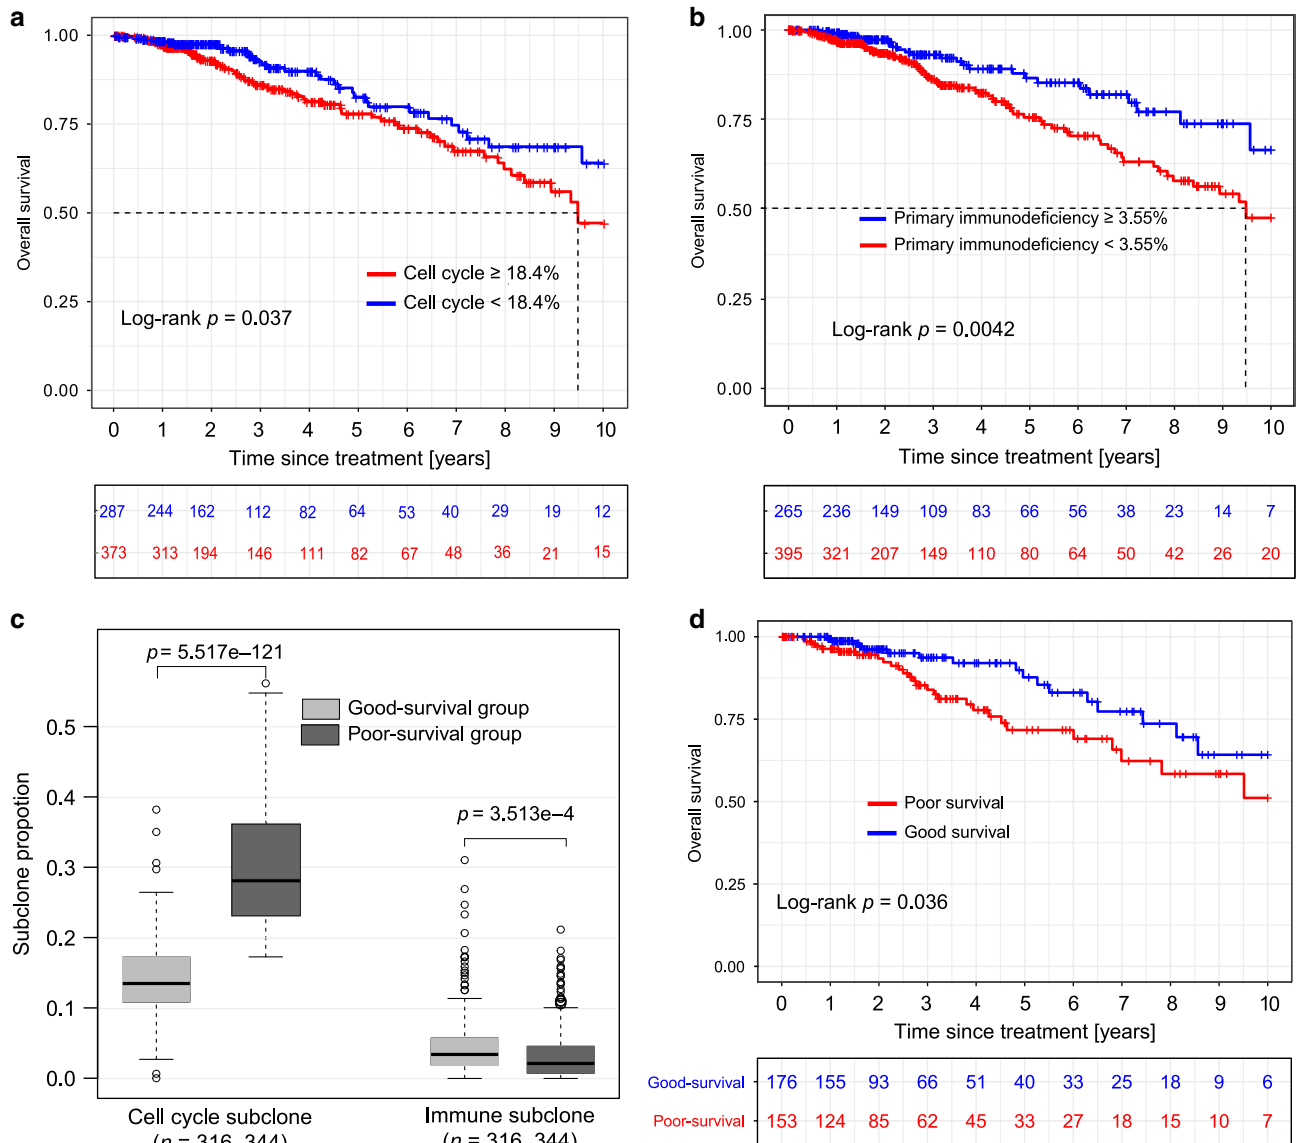 a
1.00
0.75
0.50
0.25
0.00
Overall survival
Cell cycle ≥ 18.4%
Cell cycle < 18.4%
Log-rank p = 0.037
0 1 2 3 4 5 6 7 8 9 10
Time since treatment [years]
287 244 162 112 82 64 53 40 29 19 12
373 313 194 146 111 82 67 48 36 21 15
b
1.00
0.75
0.50
0.25
0.00
Overall survival
Primary immunodeficiency ≥ 3.55%
Primary immunodeficiency < 3.55%
Log-rank p = 0.0042
0 1 2 3 4 5 6 7 8 9 10
Time since treatment [years]
265 236 149 109 83 66 56 38 23 14 7
395 321 207 149 110 80 64 50 42 26 20
c
p = 5.517e–121
Good-survival group
Poor-survival group
p = 3.513e–4
0.5
0.4
0.3
0.2
0.1
0.0
Subclone propotion
Cell cycle subclone
(n = 316, 344)
Immune subclone
(n = 316, 344)
d
1.00
0.75
0.50
0.25
0.00
Overall survival
Poor survival
Good survival
Log-rank p = 0.036
0 1 2 3 4 5 6 7 8 9 10
Time since treatment [years]
Good-survival 176 155 93 66 51 40 33 25 18 9 6
Poor-survival 153 124 85 62 45 33 27 18 15 10 7